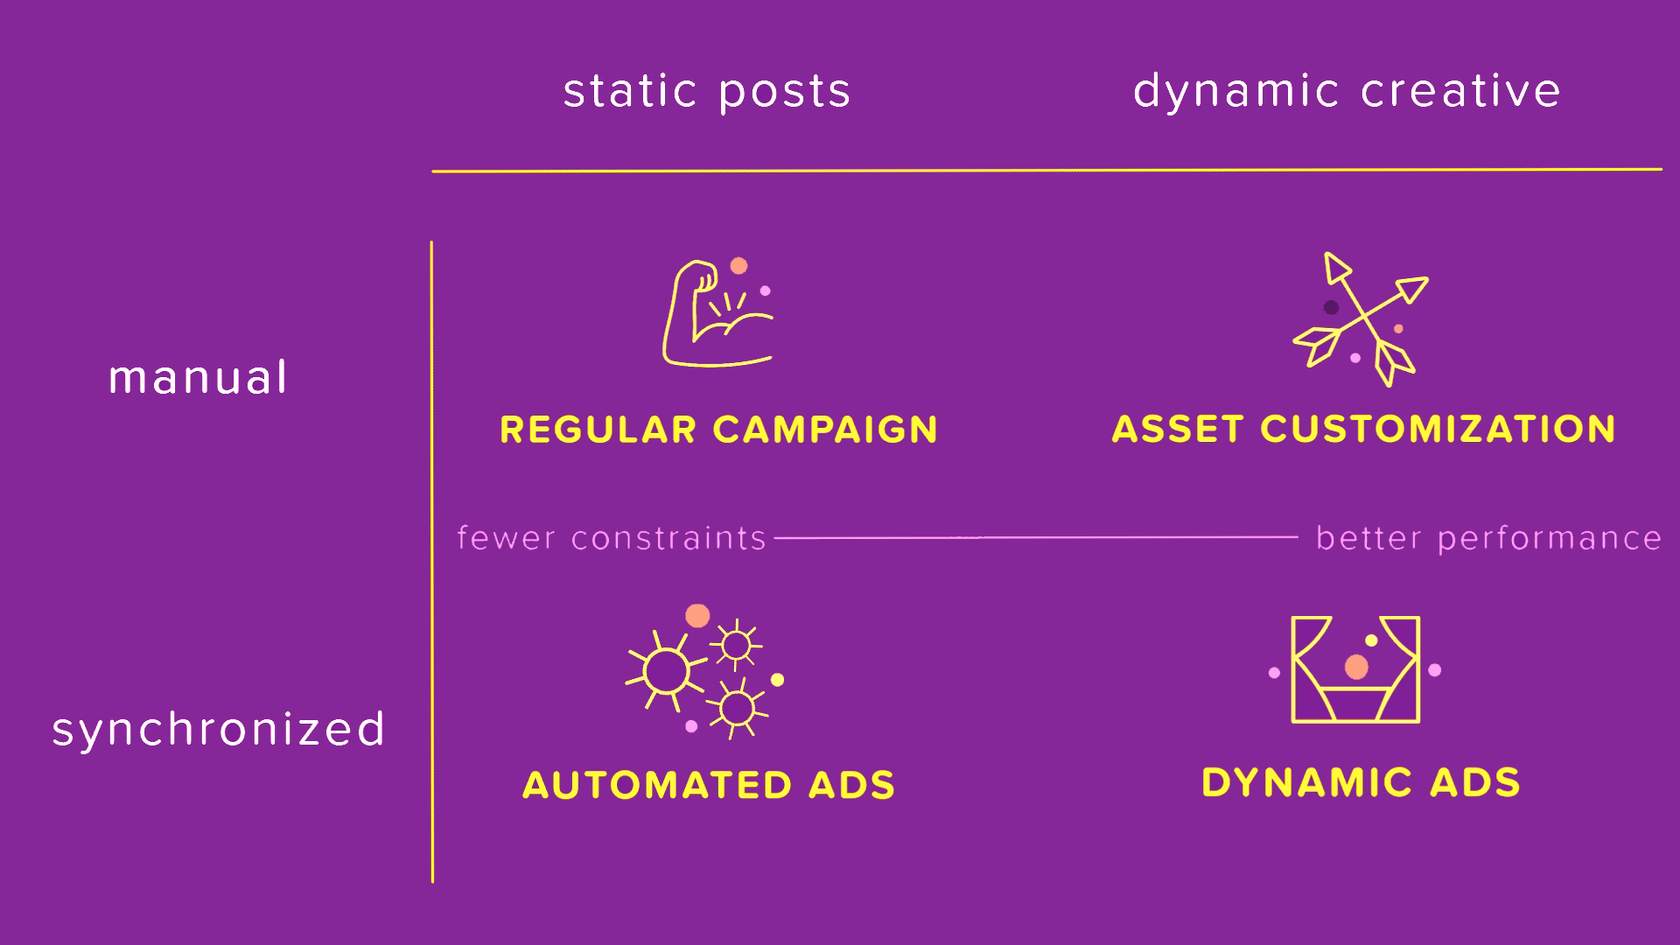 static posts
dynamic creative
manual
REGULAR CAMPAIGN
ASSET CUSTOMIZATION
fewer constraints
better performance
synchronized
AUTOMATED ADS
DYNAMIC ADS